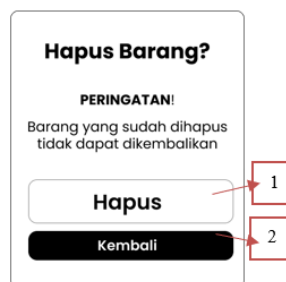 Hapus Barang?
PERINGATAN!
Barang yang sudah dihapus
tidak dapat dikembalikan
Hapus
1
Kembali
2